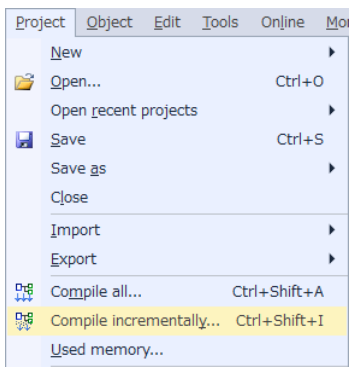 Project Object Edit Tools Online
New
Open... Ctrl+O
Open recent projects
Save Ctrl+S
Save as
Close
Import
Export
Compile all... Ctrl+Shift+A
Compile incrementally... Ctrl+Shift+I
Used memory...